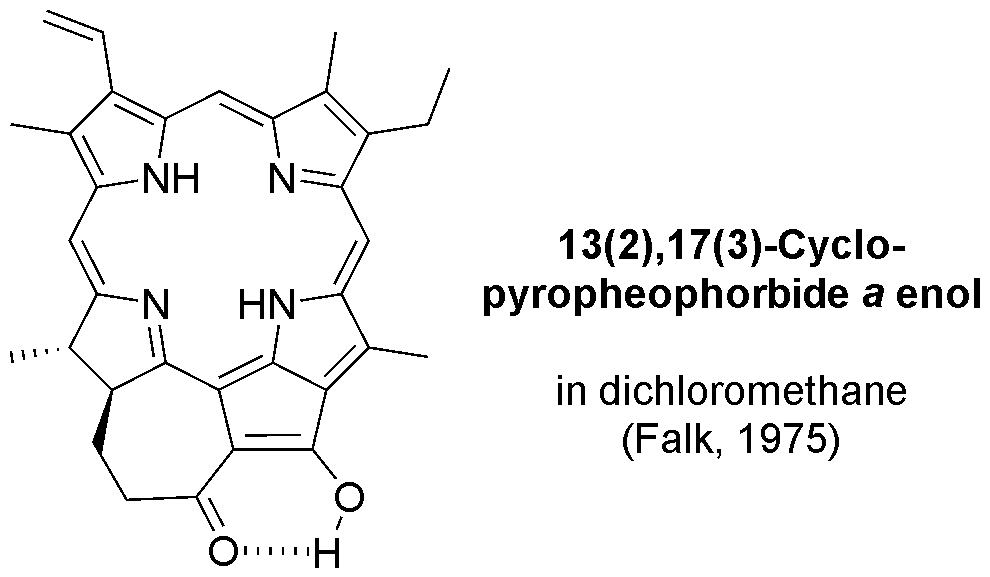 NH
N
N
HN
O
O
H
13(2),17(3)-Cyclo-
pyropheophorbide a enol
in dichloromethane
(Falk, 1975)